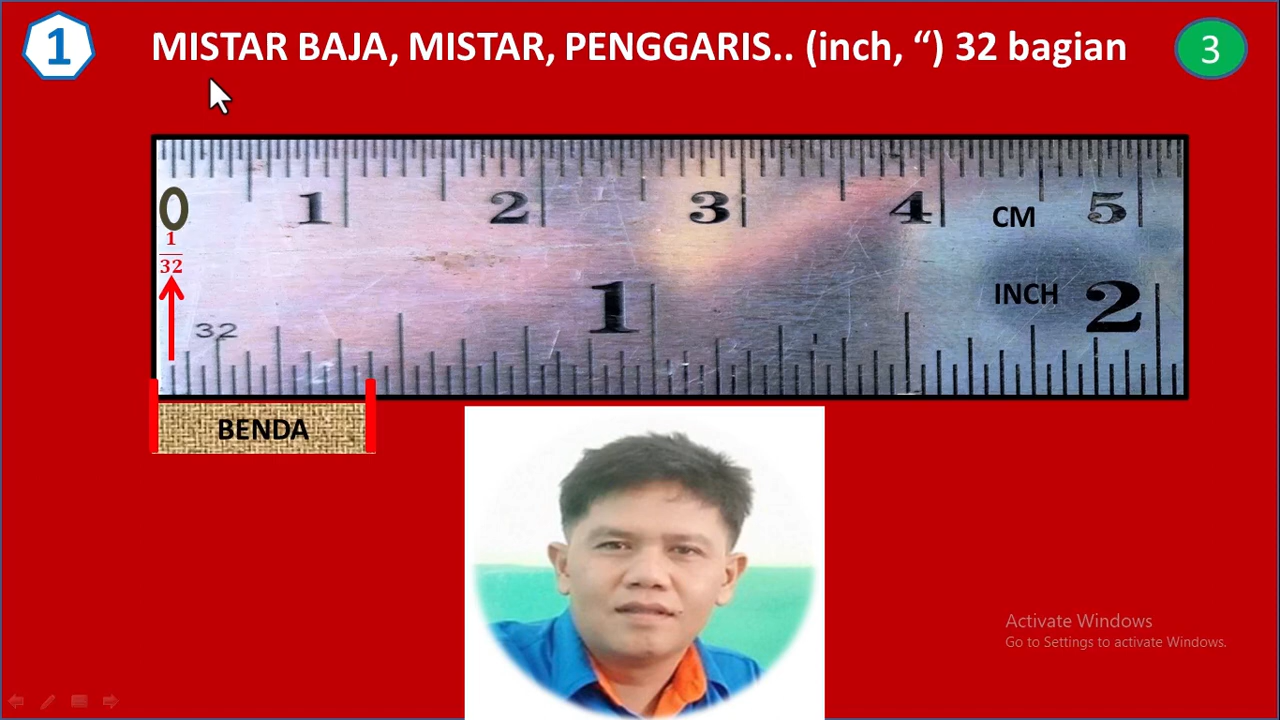 1
MISTAR BAJA, MISTAR, PENGGARIS.. (inch, “) 32 bagian
3
0 1 2 3 4 5
CM
1
32
INCH
1 2
32
BENDA
Activate Windows
Go to Settings to activate Windows.